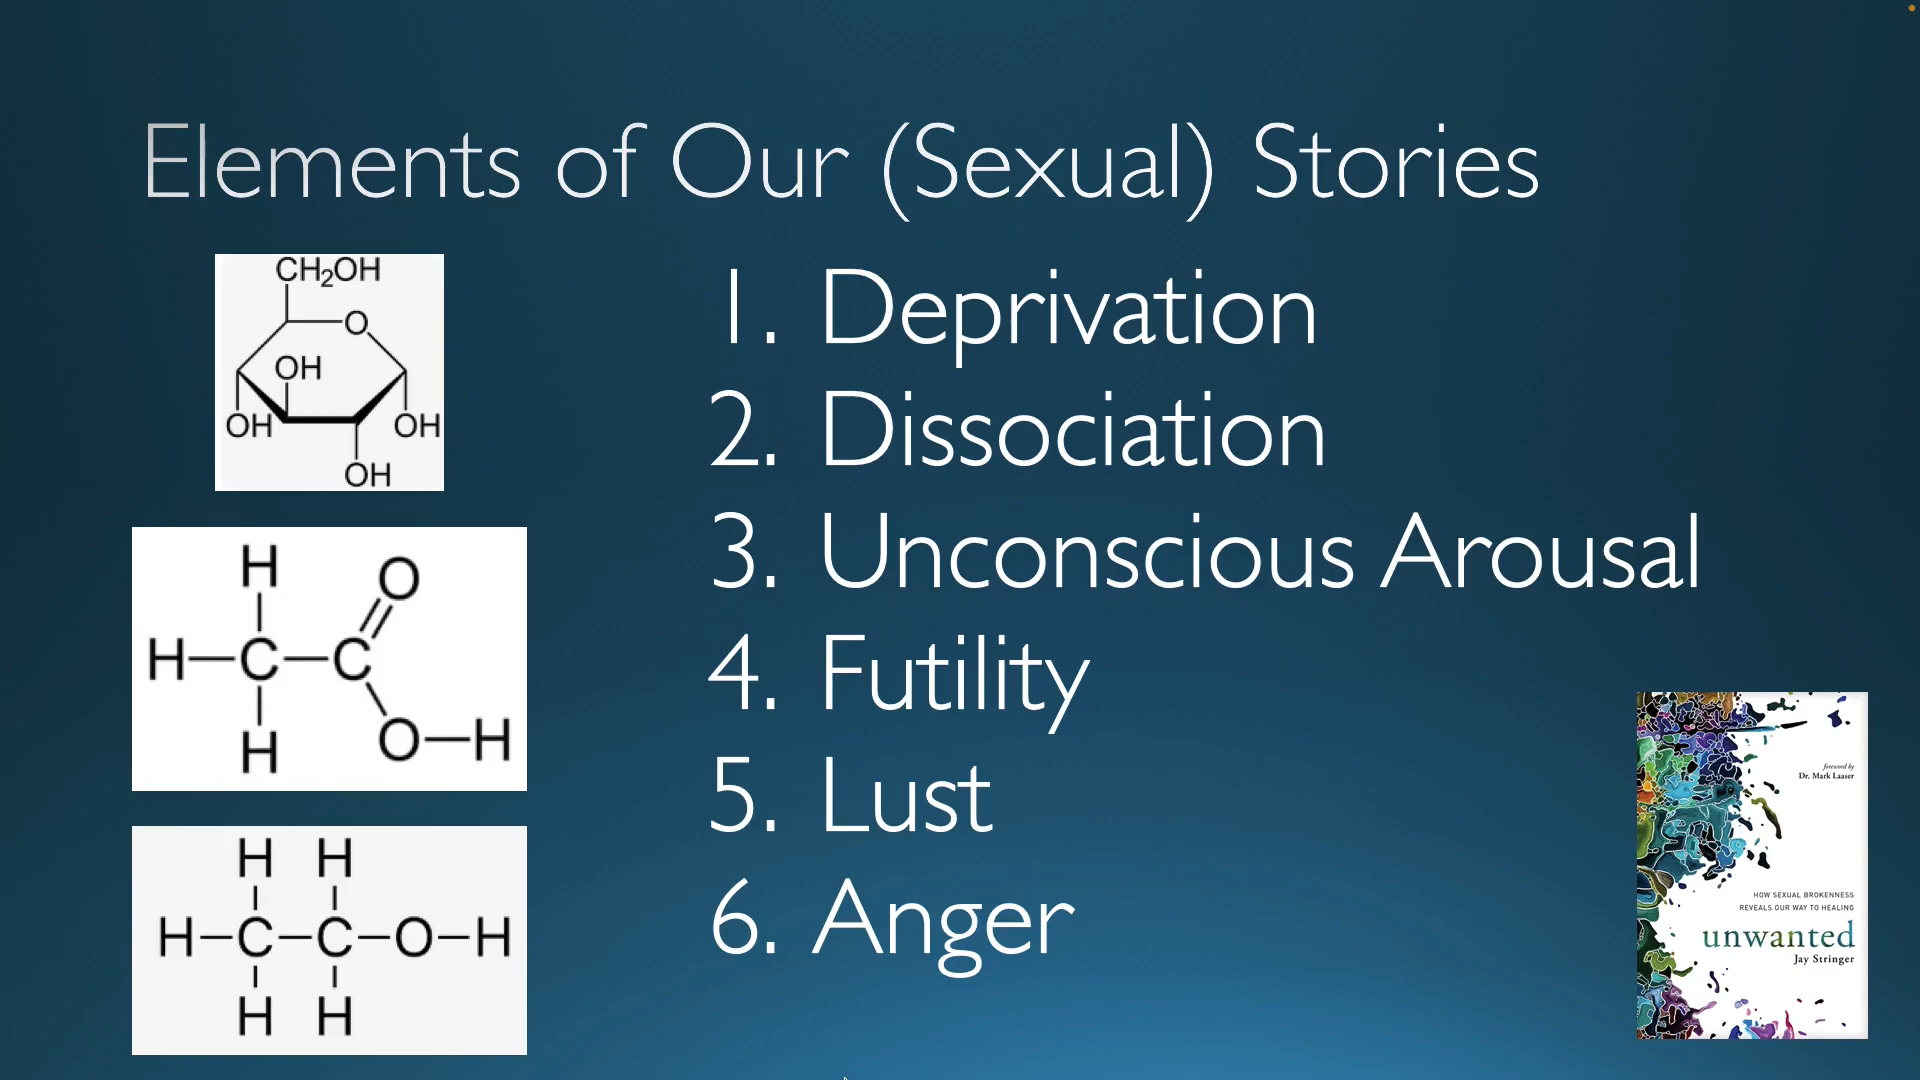 Elements of Our (Sexual) Stories
CH2OH
O
OH
OH
OH
OH
H
O
H C C
H
O H
H H
H C C O H
H H
1. Deprivation
2. Dissociation
3. Unconscious Arousal
4. Futility
5. Lust
6. Anger
foreword by
Dr. Mark Laaser
HOW SEXUAL BROKENNESS
REVEALS OUR WAY TO HEALING
unwanted
Jay Stringer